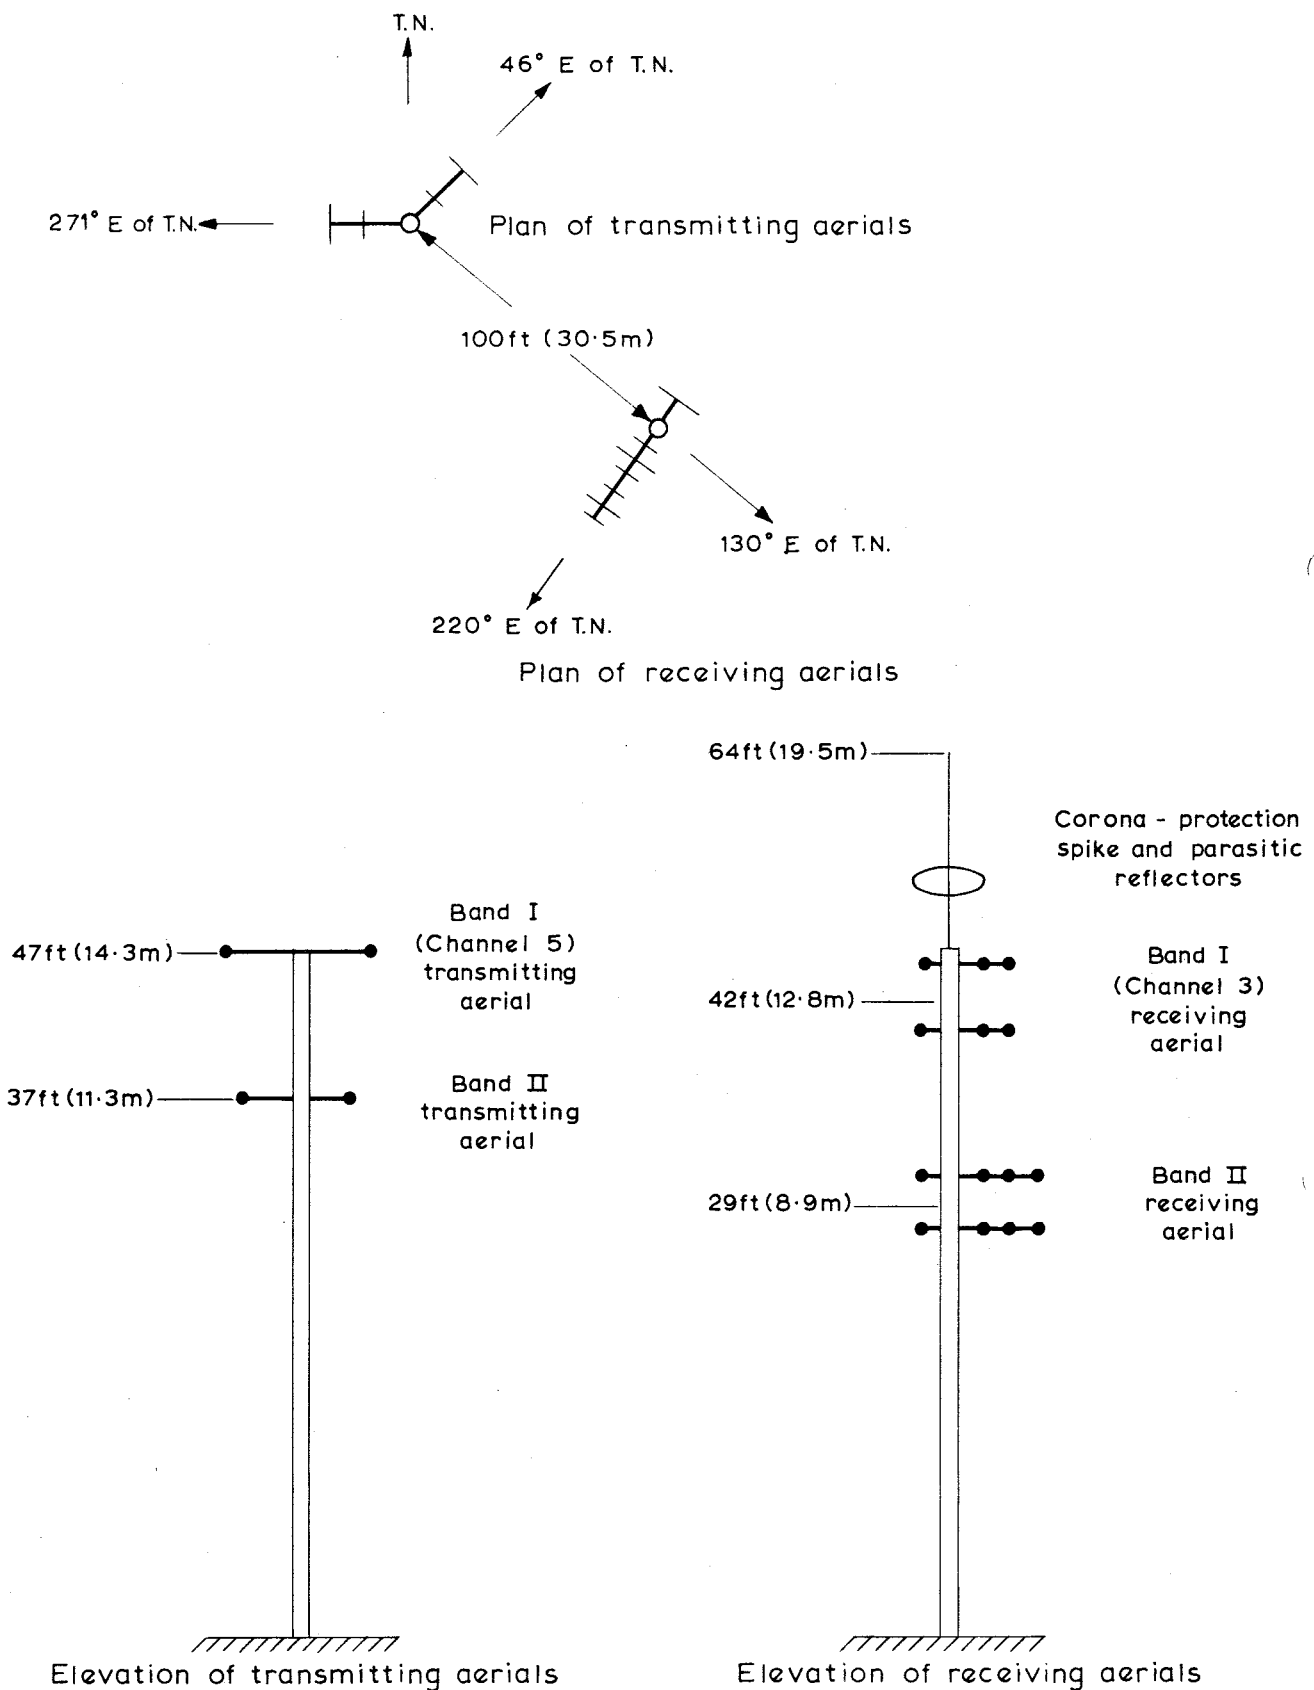 T.N.
46° E of T.N.
271° E of T.N.
Plan of transmitting aerials
100ft (30·5m)
130° E of T.N.
220° E of T.N.
Plan of receiving aerials
64ft (19·5m)
Corona - protection
spike and parasitic
reflectors
Band I
(Channel 5)
transmitting
aerial
47ft (14·3m)
Band I
(Channel 3)
receiving
aerial
42ft (12·8m)
Band II
transmitting
aerial
37ft (11·3m)
Band II
receiving
aerial
29ft (8·9m)
Elevation of transmitting aerials
Elevation of receiving aerials